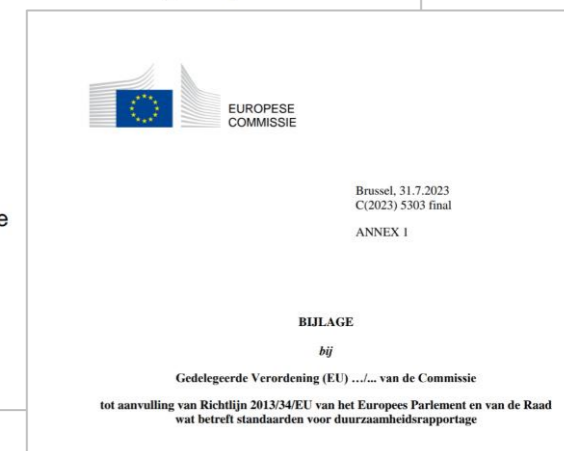 EUROPESE
COMMISSIE
e
Brussel, 31.7.2023
C(2023) 5303 final
ANNEX 1
BIJLAGE
bij
Gedelegeerde Verordening (EU) …/... van de Commissie
tot aanvulling van Richtlijn 2013/34/EU van het Europees Parlement en van de Raad
wat betreft standaarden voor duurzaamheidsrapportage